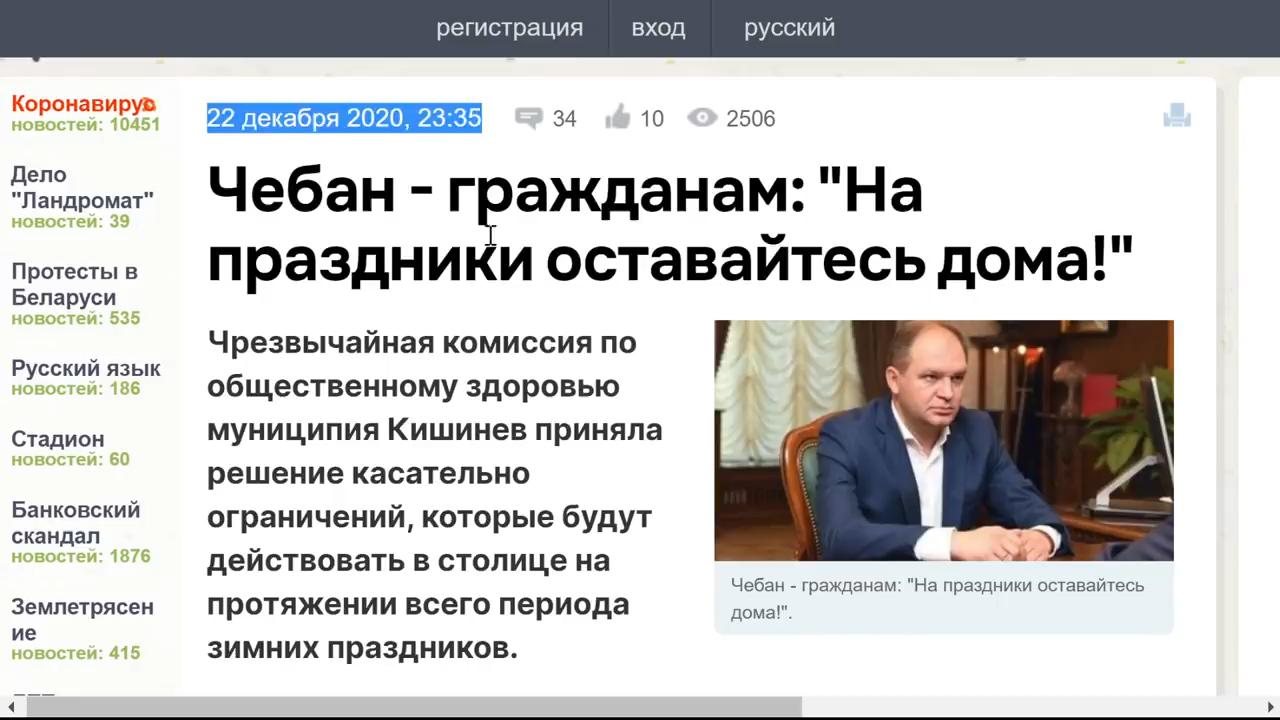 регистрация
вход
русский
Коронавирус
новостей: 10451
Дело
"Ландромат"
новостей: 39
Протесты в
Беларуси
новостей: 535
Русский язык
новостей: 186
Стадион
новостей: 60
Банковский
скандал
новостей: 1876
Землетрясен
ие
новостей: 415
22 декабря 2020, 23:35
34
10
2506
Чебан - гражданам: "На
праздники оставайтесь дома!"
Чрезвычайная комиссия по
общественному здоровью
муниципия Кишинев приняла
решение касательно
ограничений, которые будут
действовать в столице на
протяжении всего периода
зимних праздников.
Чебан - гражданам: "На праздники оставайтесь
дома!".